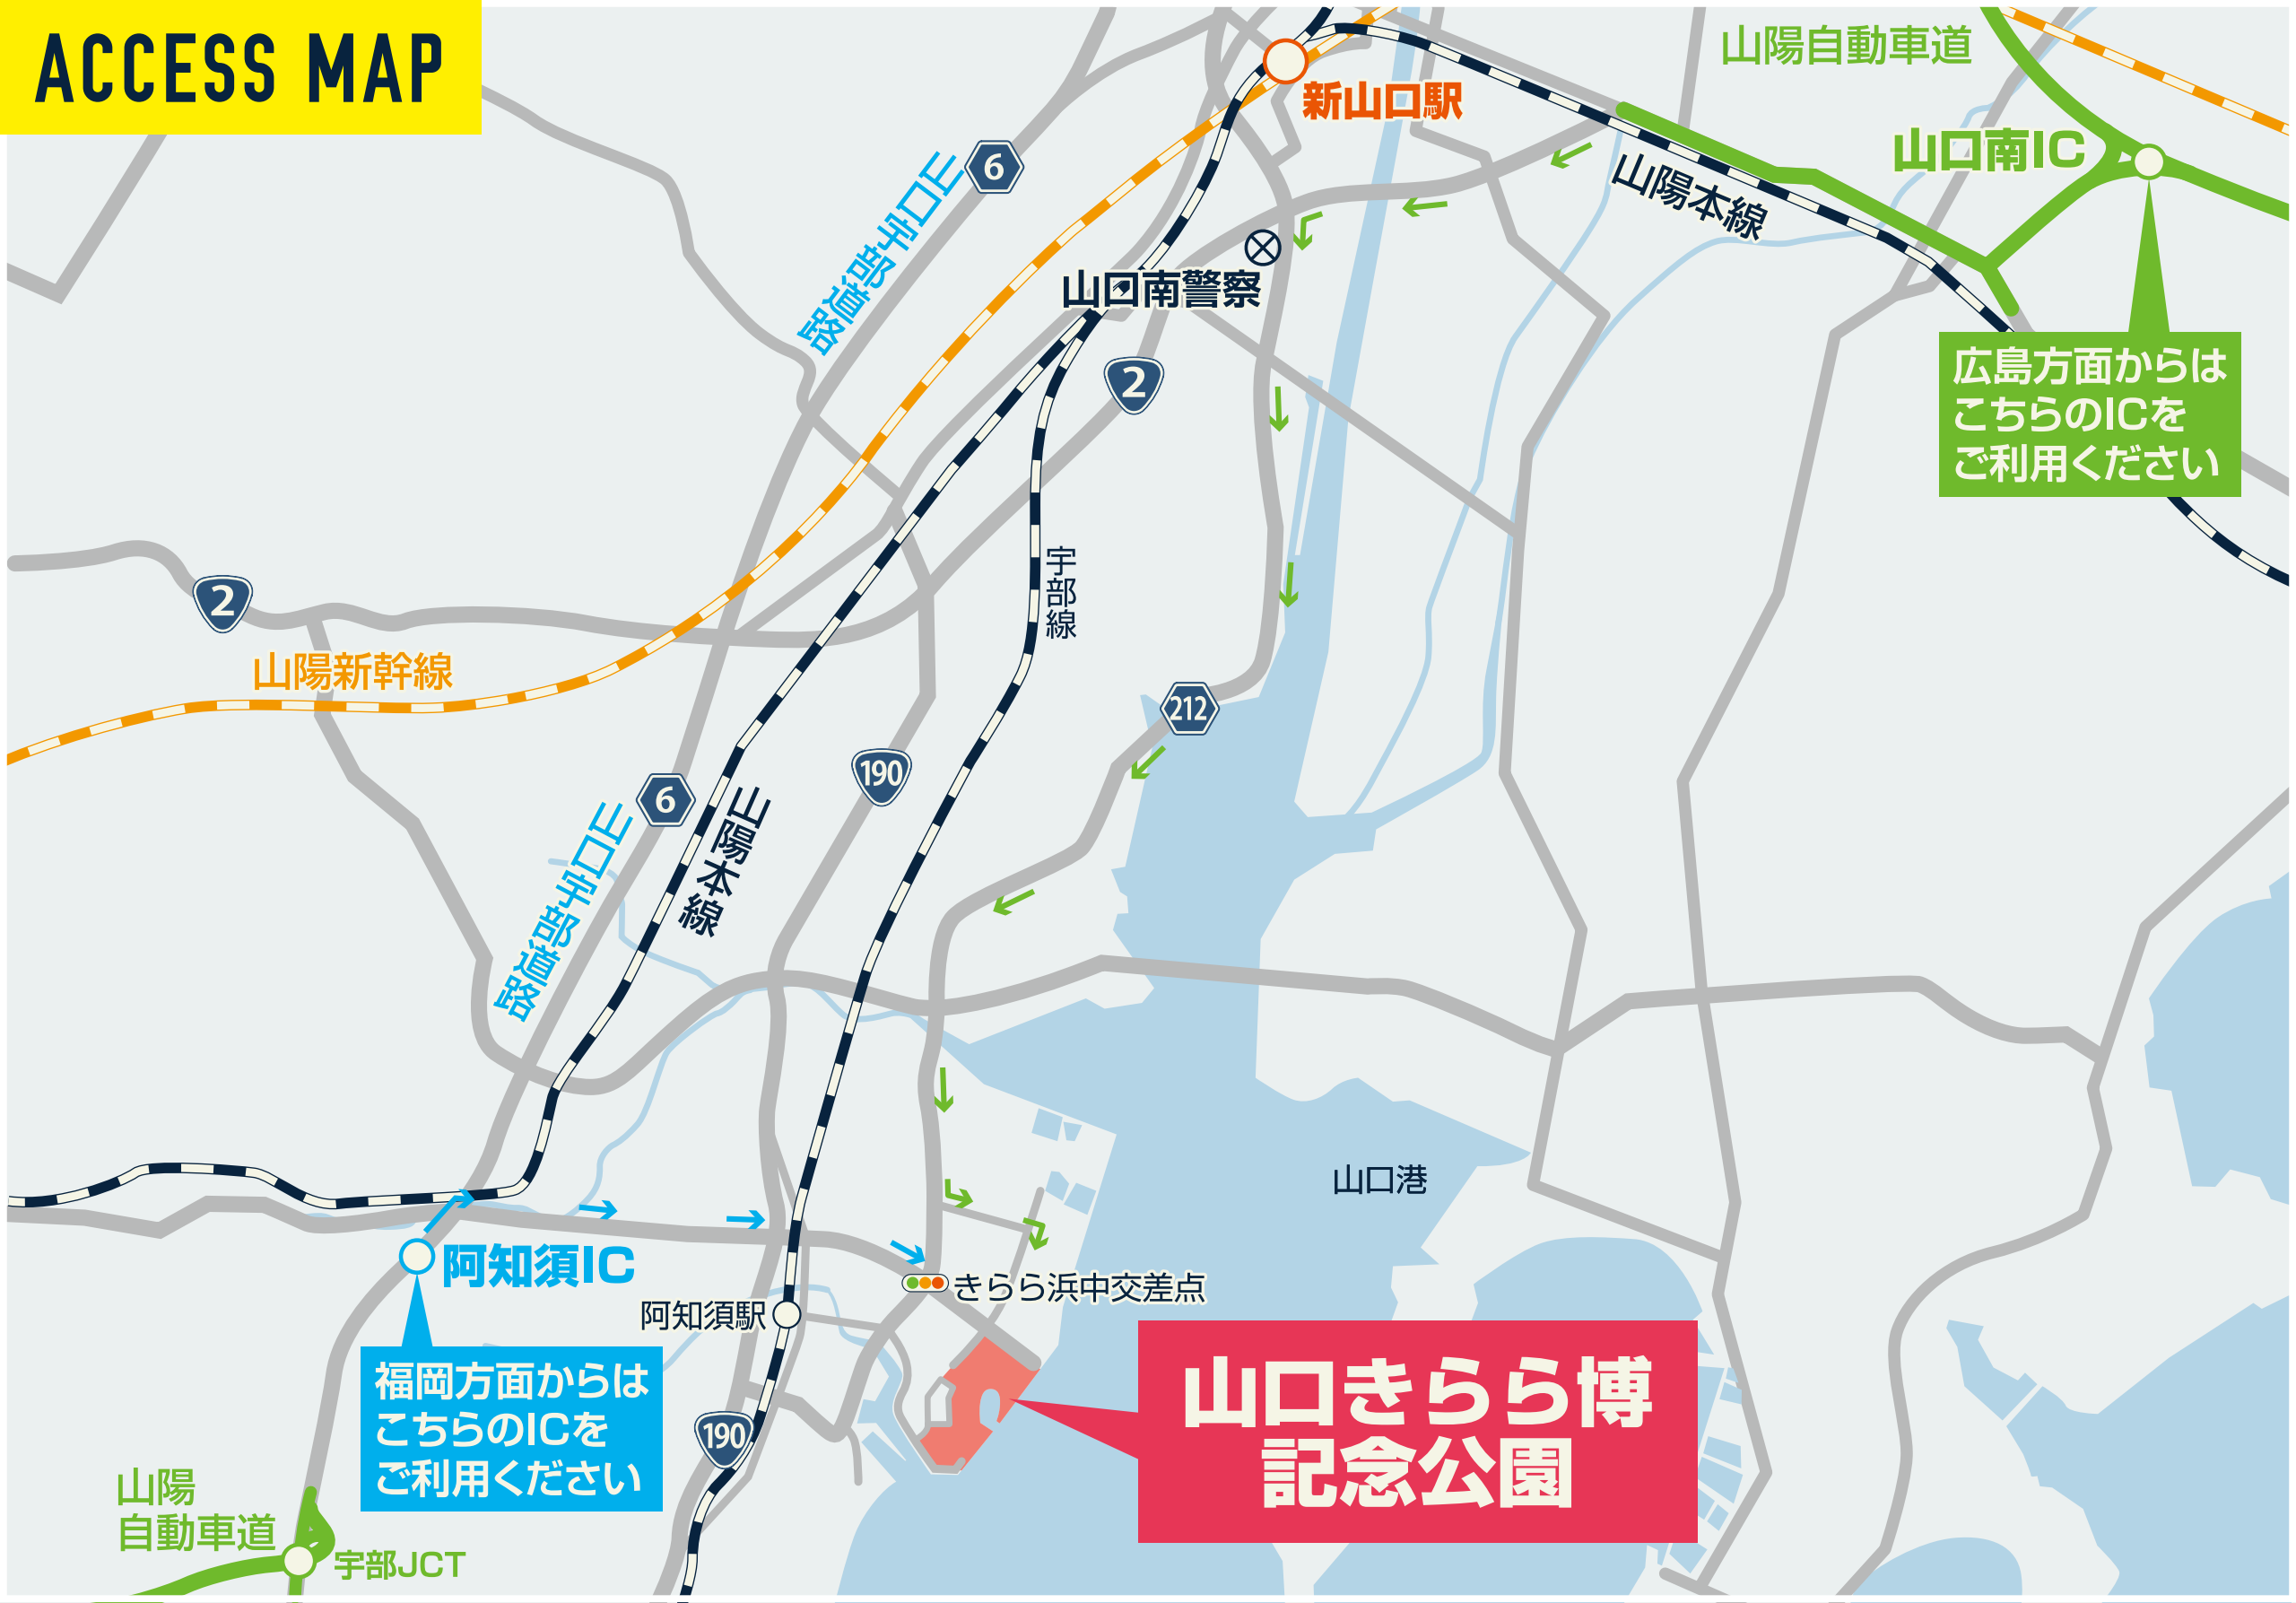 ACCESS MAP
山陽自動車道
新山口駅
山口南IC
6
山口宇部道路
山陽本線
山口南警察
2
広島方面からは
こちらのICを
ご利用ください
宇部線
2
山陽新幹線
212
190
6
山口宇部道路
山陽本線
山口港
阿知須IC
きらら浜中交差点
阿知須駅
福岡方面からは
こちらのICを
ご利用ください
山口きらら博
記念公園
190
山陽
自動車道
宇部JCT